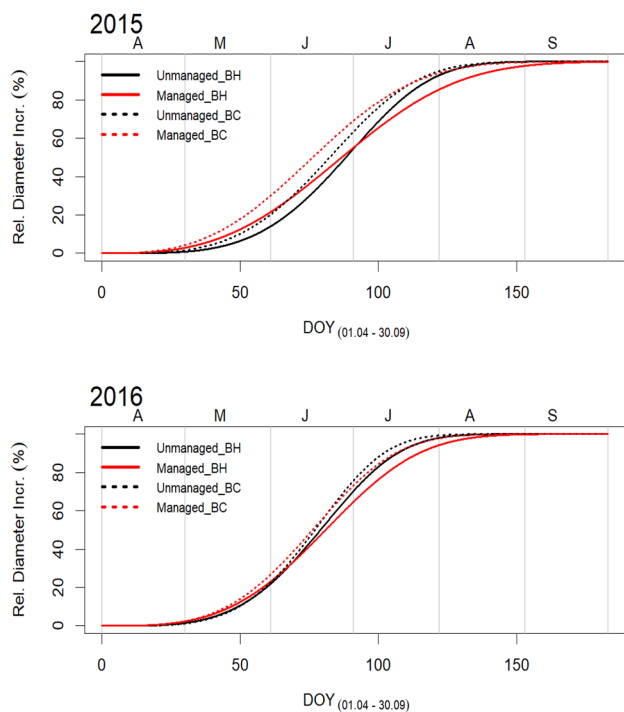 2015
A M J J A S
Unmanaged_BH
Managed_BH
Unmanaged_BC
Managed_BC
Rel. Diameter Incr. (%)
0 20 40 60 80
0 50 100 150
DOY (01.04 - 30.09)
2016
A M J J A S
Unmanaged_BH
Managed_BH
Unmanaged_BC
Managed_BC
Rel. Diameter Incr. (%)
0 20 40 60 80
0 50 100 150
DOY (01.04 - 30.09)